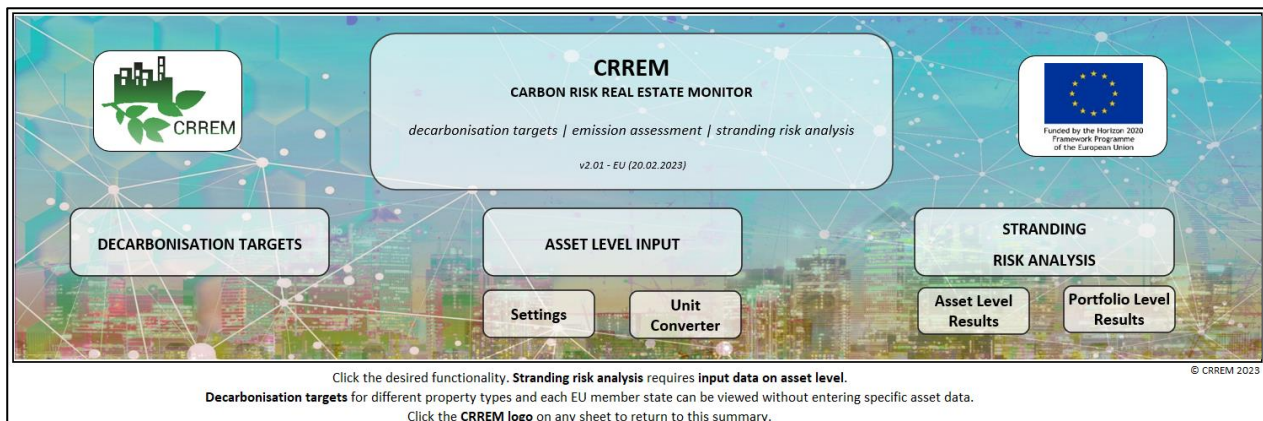 CRREM
CRREM
CARBON RISK REAL ESTATE MONITOR
decarbonisation targets | emission assessment | stranding risk analysis
v2.01 - EU (20.02.2023)
Funded by the Horizon 2020
Framework Programme
of the European Union
DECARBONISATION TARGETS
ASSET LEVEL INPUT
STRANDING
RISK ANALYSIS
Settings
Unit
Converter
Asset Level
Results
Portfolio Level
Results
© CRREM 2023
Click the desired functionality. Stranding risk analysis requires input data on asset level.
Decarbonisation targets for different property types and each EU member state can be viewed without entering specific asset data.
Click the CRREM logo on any sheet to return to this summary.